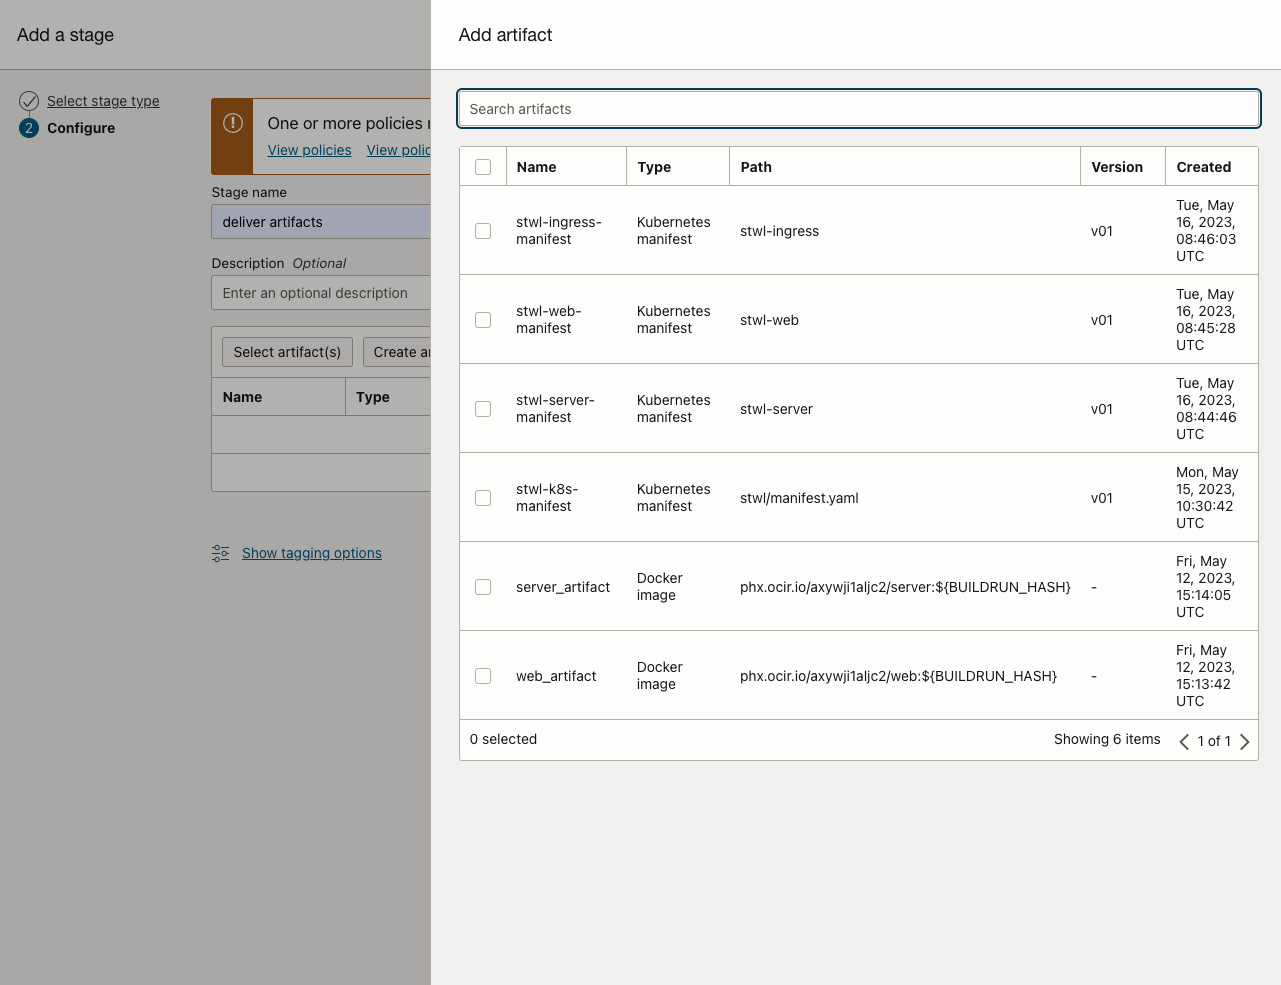 Add a stage
Add artifact
Select stage type
2 Configure
One or more policies
View policies View polic
Stage name
deliver artifacts
Description Optional
Enter an optional description
Select artifact(s) Create
Name Type
Show tagging options
Search artifacts
Name Type Path Version Created
stwl-ingress-
manifest
Kubernetes
manifest
stwl-ingress
v01
Tue, May
16, 2023,
08:46:03
UTC
stwl-web-
manifest
Kubernetes
manifest
stwl-web
v01
Tue, May
16, 2023,
08:45:28
UTC
stwl-server-
manifest
Kubernetes
manifest
stwl-server
v01
Tue, May
16, 2023,
08:44:46
UTC
stwl-k8s-
manifest
Kubernetes
manifest
stwl/manifest.yaml
v01
Mon, May
15, 2023,
10:30:42
UTC
server_artifact
Docker
image
phx.ocir.io/axywji1aljc2/server:${BUILDRUN_HASH}
-
Fri, May
12, 2023,
15:14:05
UTC
web_artifact
Docker
image
phx.ocir.io/axywji1aljc2/web:${BUILDRUN_HASH}
-
Fri, May
12, 2023,
15:13:42
UTC
0 selected
Showing 6 items
1 of 1